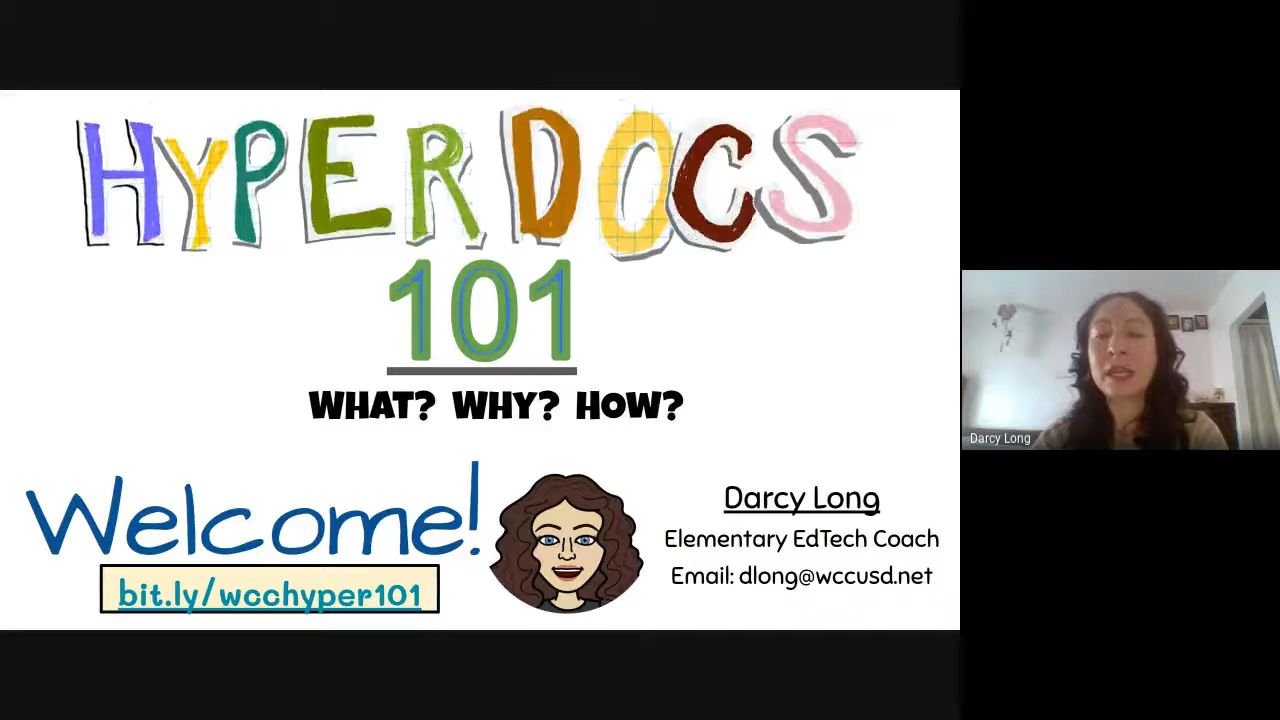 HYPERDOCS
101
WHAT? WHY? HOW?
Welcome!
bit.ly/wcchyper101
Darcy Long
Elementary EdTech Coach
Email: dlong@wccusd.net
Darcy Long